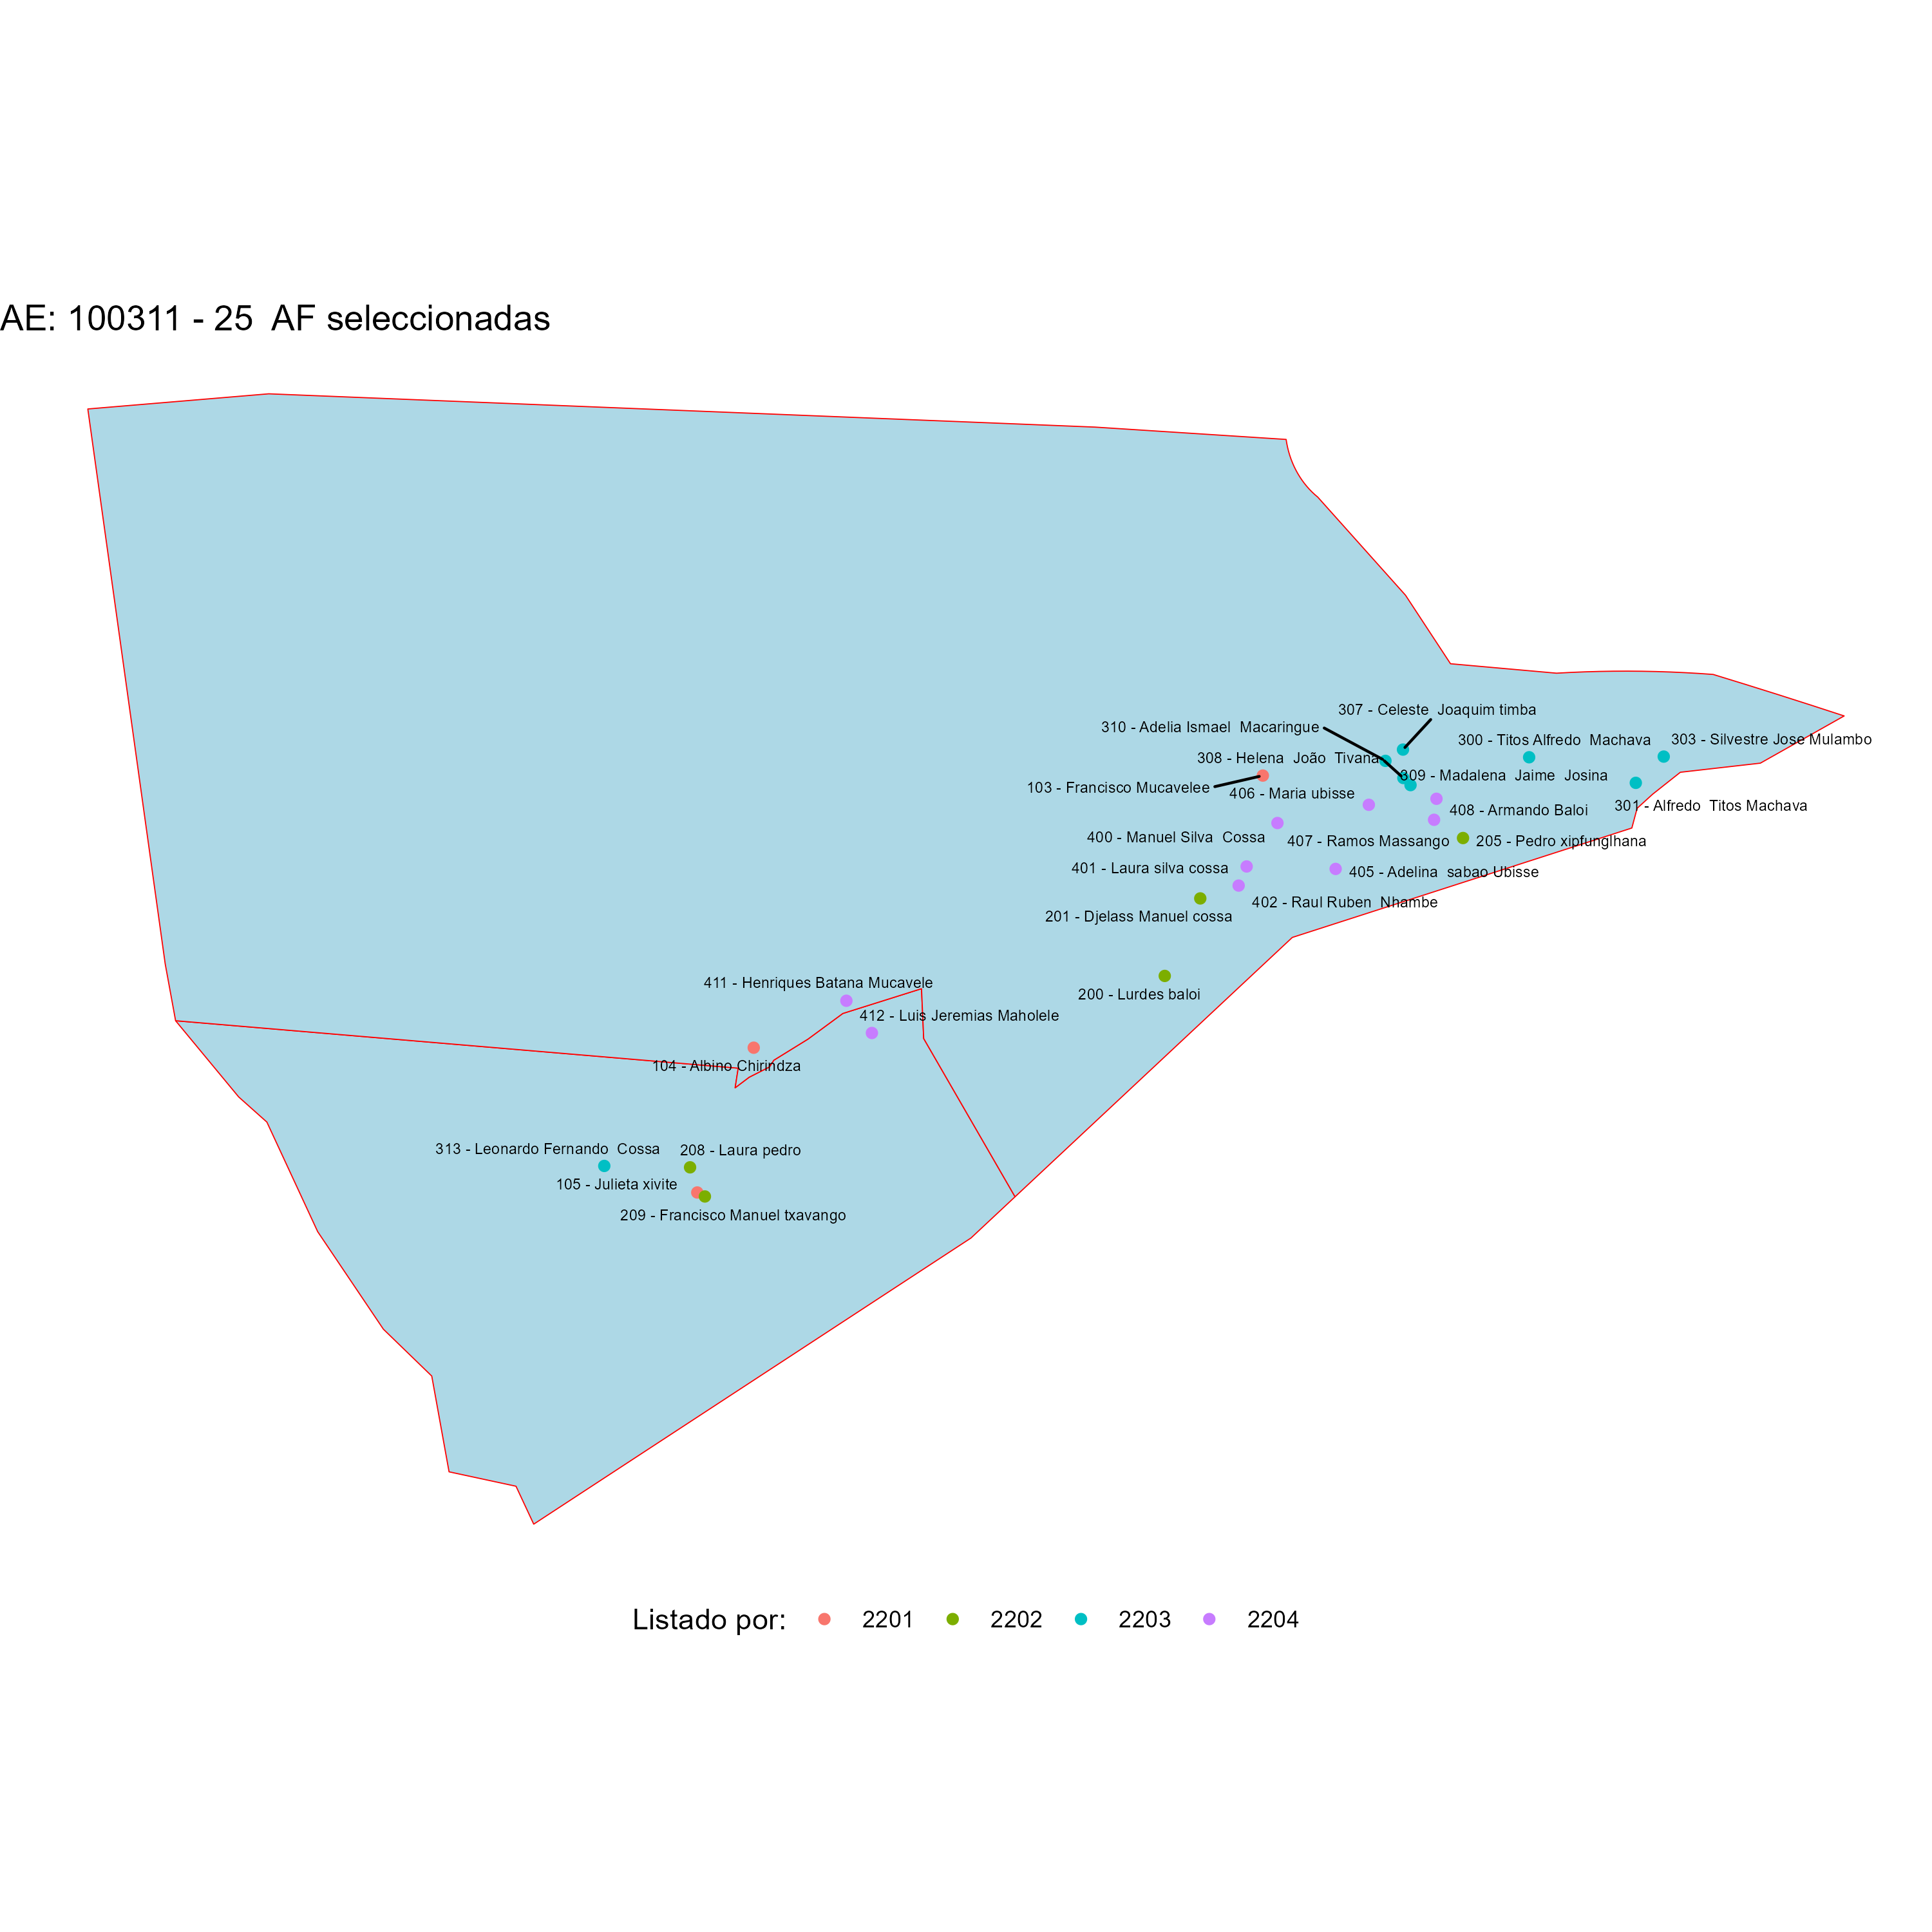 AE: 100311 - 25  AF seleccionadas
307 - Celeste  Joaquim timba
310 - Adelia Ismael  Macaringue
300 - Titos Alfredo  Machava
303 - Silvestre Jose Mulambo
308 - Helena  João  Tivana
309 - Madalena  Jaime  Josina
103 - Francisco Mucavelee
406 - Maria ubisse
301 - Alfredo  Titos Machava
408 - Armando Baloi
400 - Manuel Silva  Cossa
407 - Ramos Massango
205 - Pedro xipfunglhana
401 - Laura silva cossa
405 - Adelina  sabao Ubisse
402 - Raul Ruben  Nhambe
201 - Djelass Manuel cossa
411 - Henriques Batana Mucavele
200 - Lurdes baloi
412 - Luis Jeremias Maholele
104 - Albino Chirindza
313 - Leonardo Fernando  Cossa
208 - Laura pedro
105 - Julieta xivite
209 - Francisco Manuel txavango
Listado por: 2201 2202 2203 2204